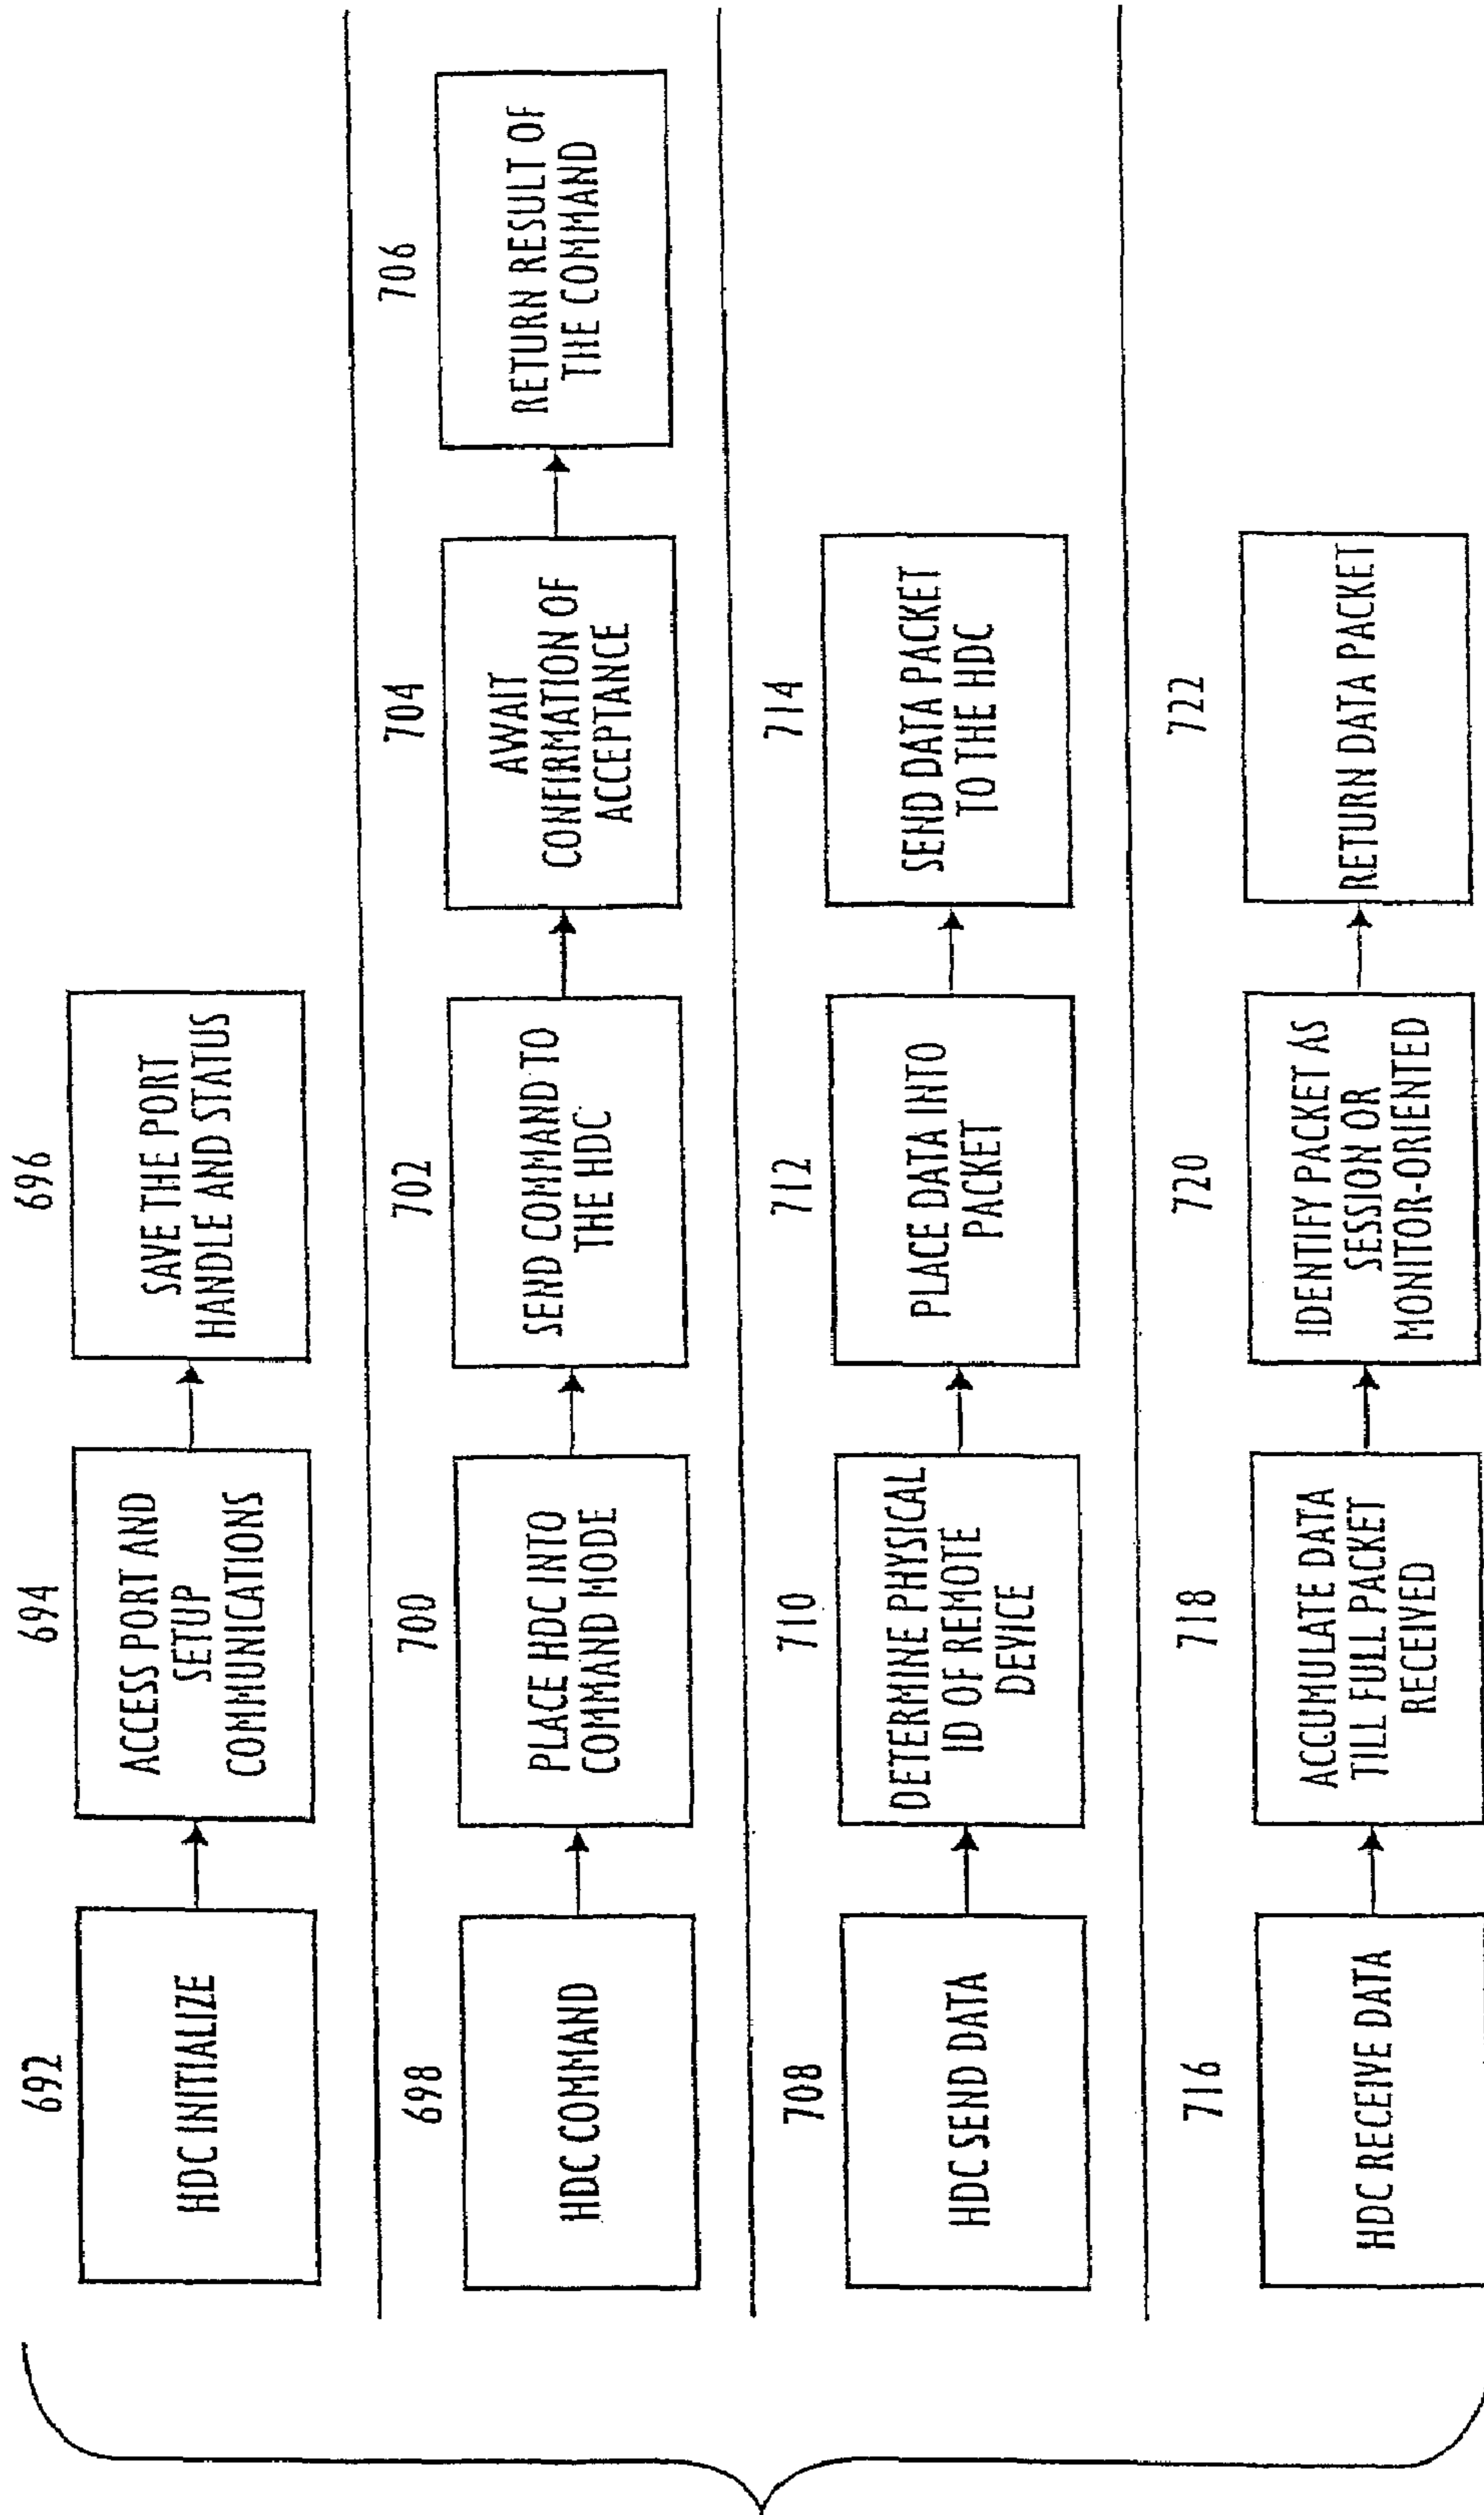 692
HDC INITIALIZE
694
ACCESS PORT AND
SETUP
COMMUNICATIONS
696
SAVE THE PORT
HANDLE AND STATUS
698
HDC COMMAND
700
PLACE HDC INTO
COMMAND MODE
702
SEND COMMAND TO
THE HDC
704
AWAIT
CONFIRMATION OF
ACCEPTANCE
706
RETURN RESULT OF
THE COMMAND
708
HDC SEND DATA
710
DETERMINE PHYSICAL
ID OF REMOTE
DEVICE
712
PLACE DATA INTO
PACKET
714
SEND DATA PACKET
TO THE HDC
716
HDC RECEIVE DATA
718
ACCUMULATE DATA
TILL FULL PACKET
RECEIVED
720
IDENTIFY PACKET AS
SESSION OR
MONITOR-ORIENTED
722
RETURN DATA PACKET